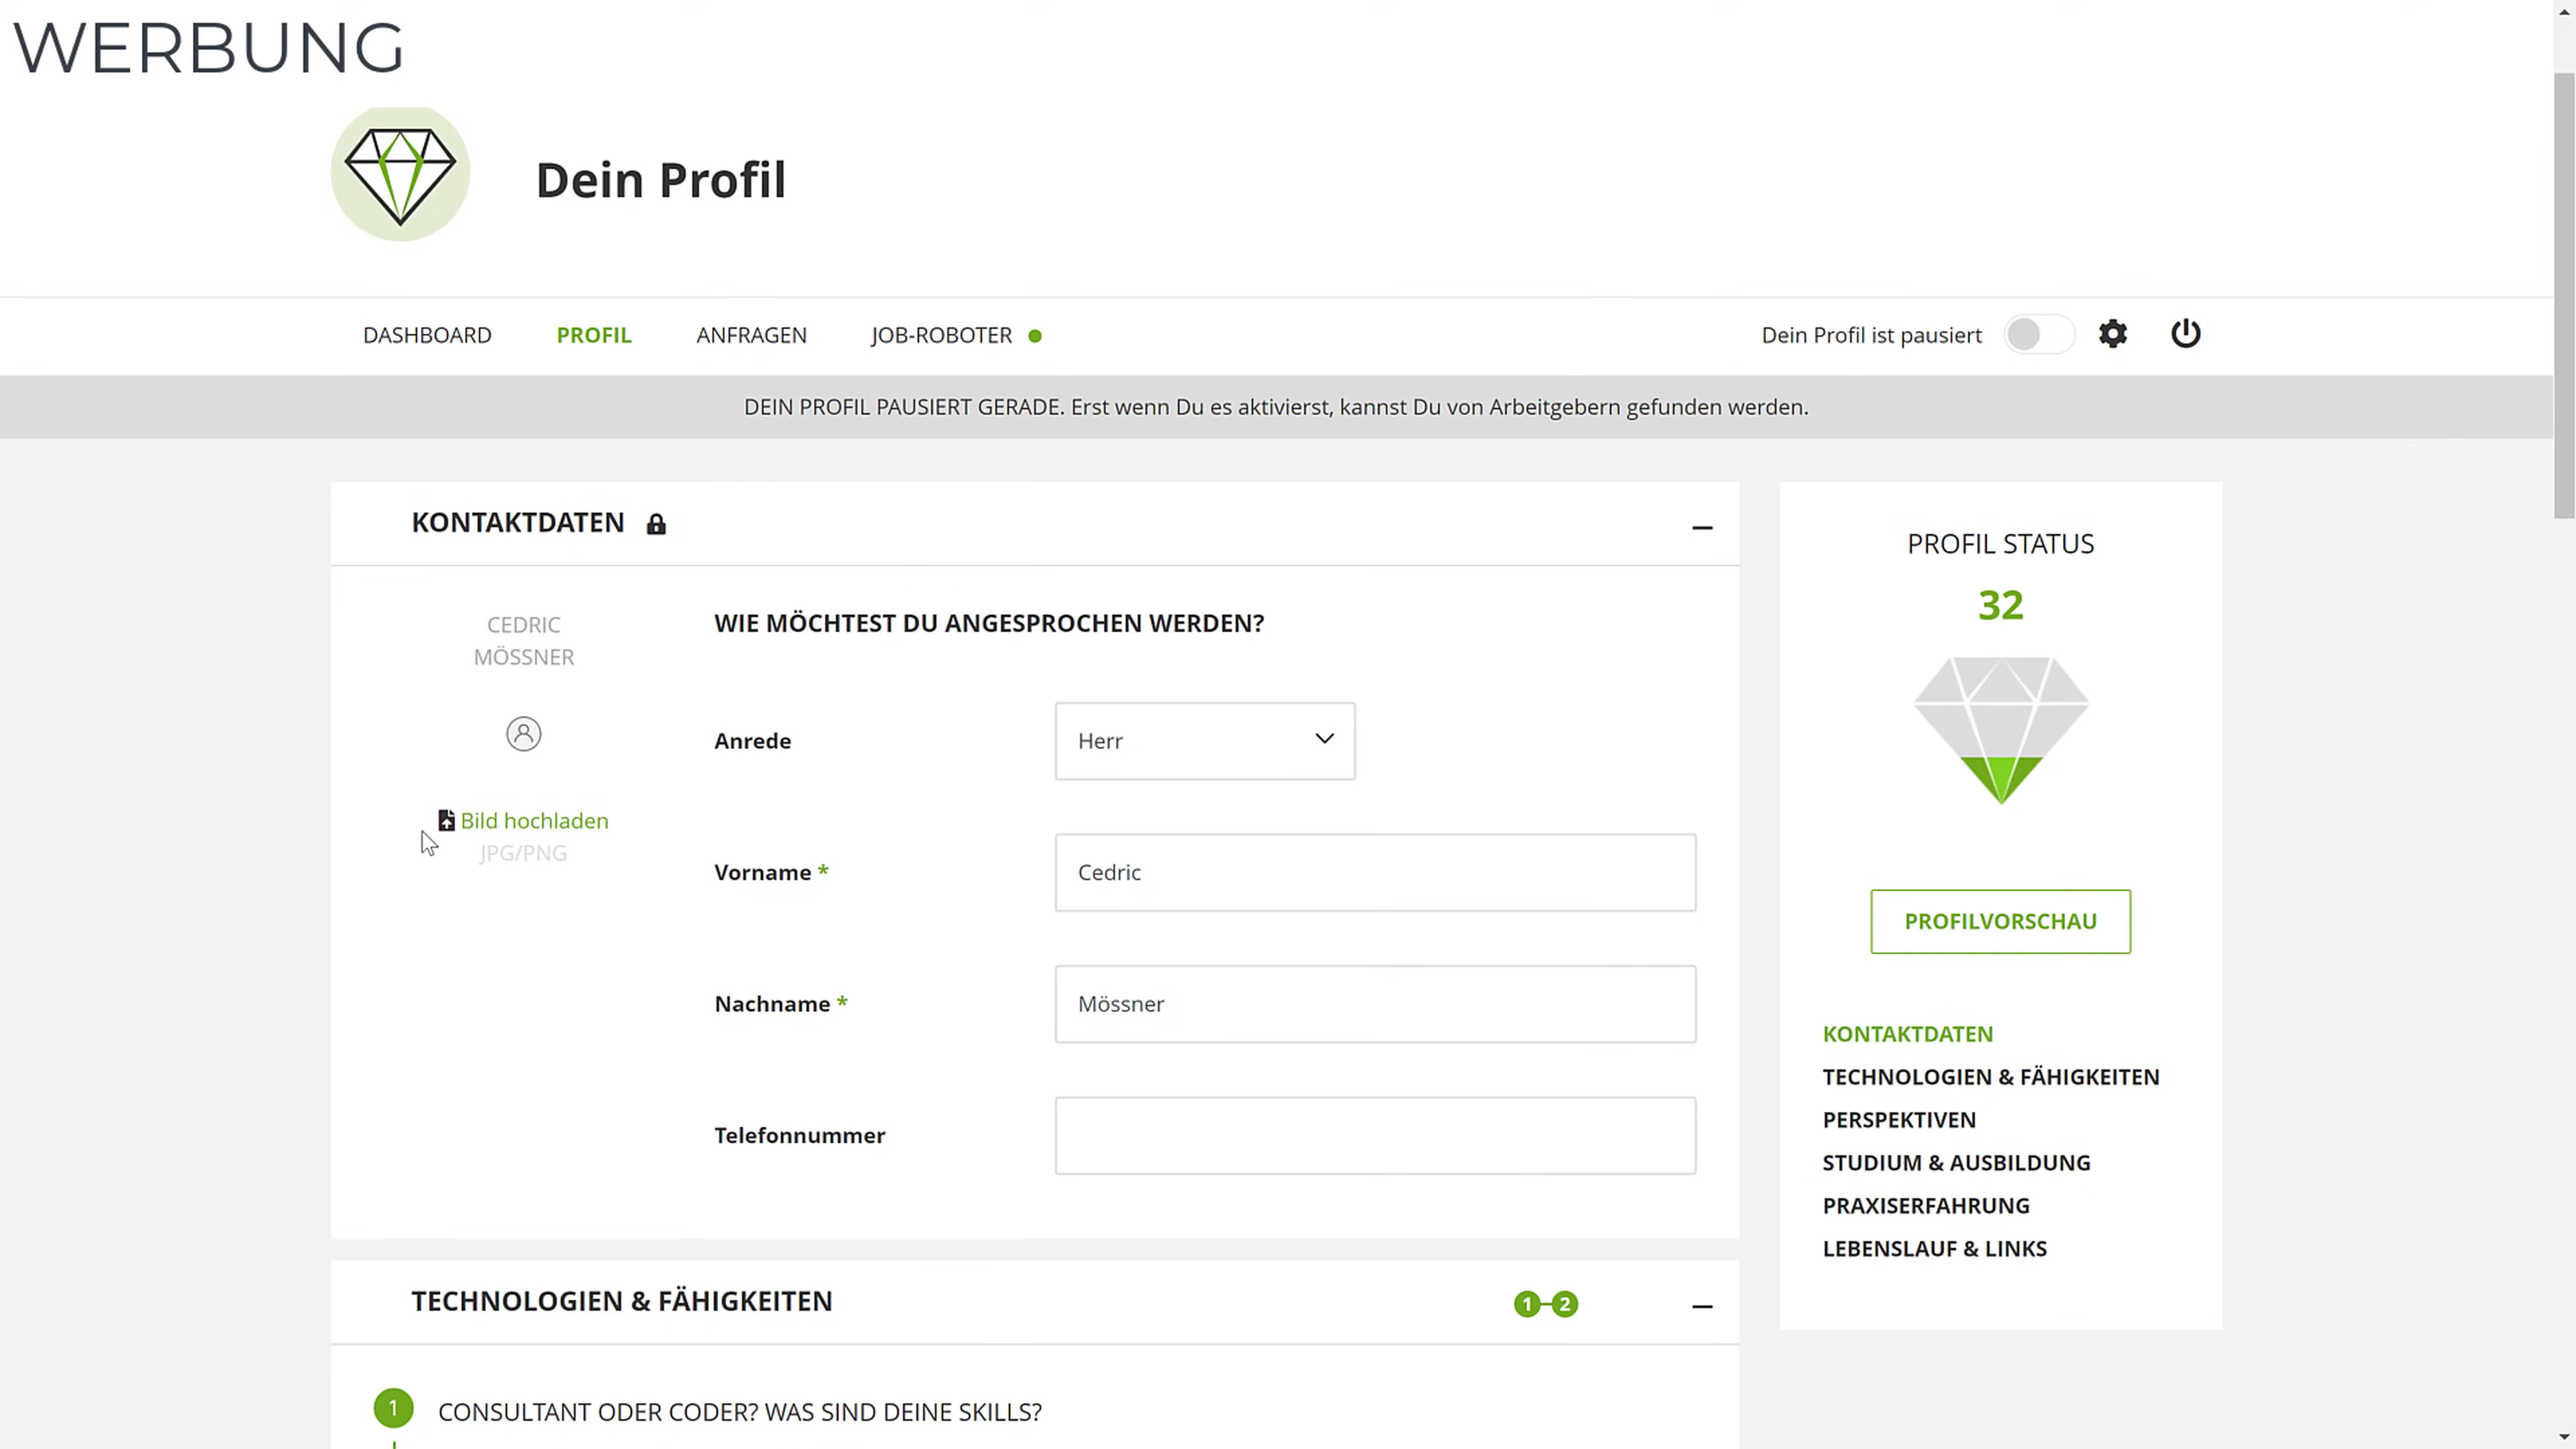 WERBUNG
Dein Profil
DASHBOARD PROFIL ANFRAGEN JOB-ROBOTER Dein Profil ist pausiert
DEIN PROFIL PAUSIERT GERADE. Erst wenn Du es aktivierst, kannst Du von Arbeitgebern gefunden werden.
KONTAKTDATEN
CEDRIC
MÖSSNER
Bild hochladen
JPG/PNG
WIE MÖCHTEST DU ANGESPROCHEN WERDEN?
Anrede Herr
Vorname * Cedric
Nachname * Mössner
Telefonnummer
TECHNOLOGIEN & FÄHIGKEITEN 1 2
1 CONSULTANT ODER CODER? WAS SIND DEINE SKILLS?
PROFIL STATUS
32
PROFILVORSCHAU
KONTAKTDATEN
TECHNOLOGIEN & FÄHIGKEITEN
PERSPEKTIVEN
STUDIUM & AUSBILDUNG
PRAXISERFAHRUNG
LEBENSLAUF & LINKS